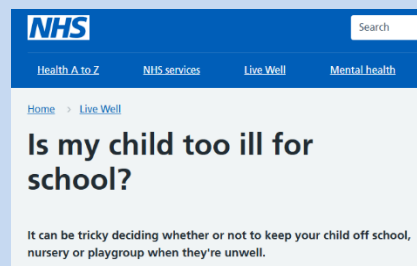 NHS
Search
Health A to Z NHS services Live Well Mental health
Home > Live Well
Is my child too ill for
school?
It can be tricky deciding whether or not to keep your child off school,
nursery or playgroup when they're unwell.